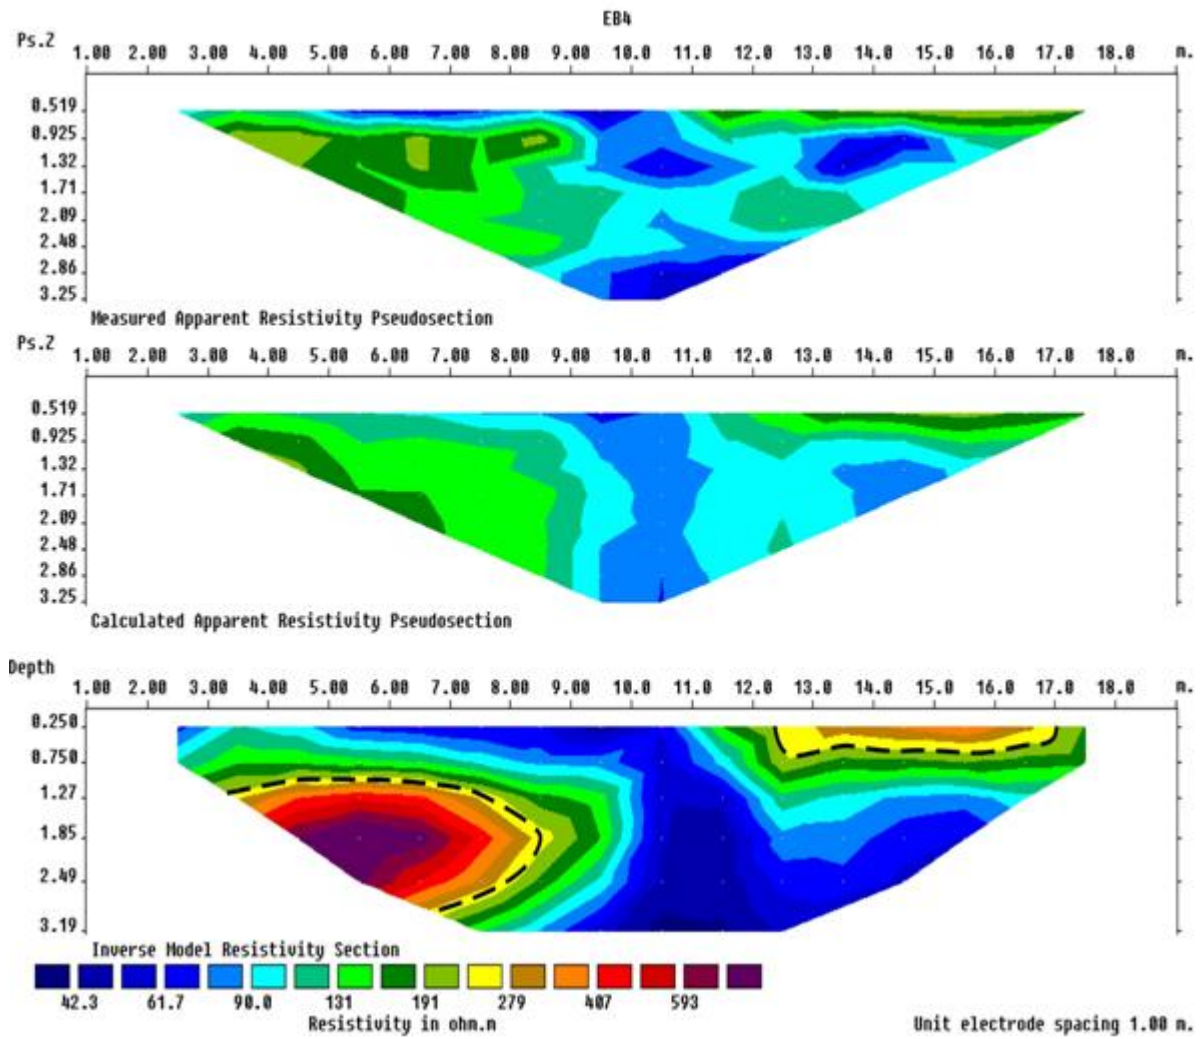 EB4
Ps.Z 1.00 2.00 3.00 4.00 5.00 6.00 7.00 8.00 9.00 10.0 11.0 12.0 13.0 14.0 15.0 16.0 17.0 18.0 m.
0.519
0.925
1.32
1.71
2.09
2.48
2.86
3.25
Measured Apparent Resistivity Pseudosection
Ps.Z 1.00 2.00 3.00 4.00 5.00 6.00 7.00 8.00 9.00 10.0 11.0 12.0 13.0 14.0 15.0 16.0 17.0 18.0 m.
0.519
0.925
1.32
1.71
2.09
2.48
2.86
3.25
Calculated Apparent Resistivity Pseudosection
Depth 1.00 2.00 3.00 4.00 5.00 6.00 7.00 8.00 9.00 10.0 11.0 12.0 13.0 14.0 15.0 16.0 17.0 18.0 m.
0.250
0.750
1.27
1.85
2.49
3.19
Inverse Model Resistivity Section
42.3 61.7 90.0 131 191 279 407 593
Resistivity in ohm.m Unit electrode spacing 1.00 m.